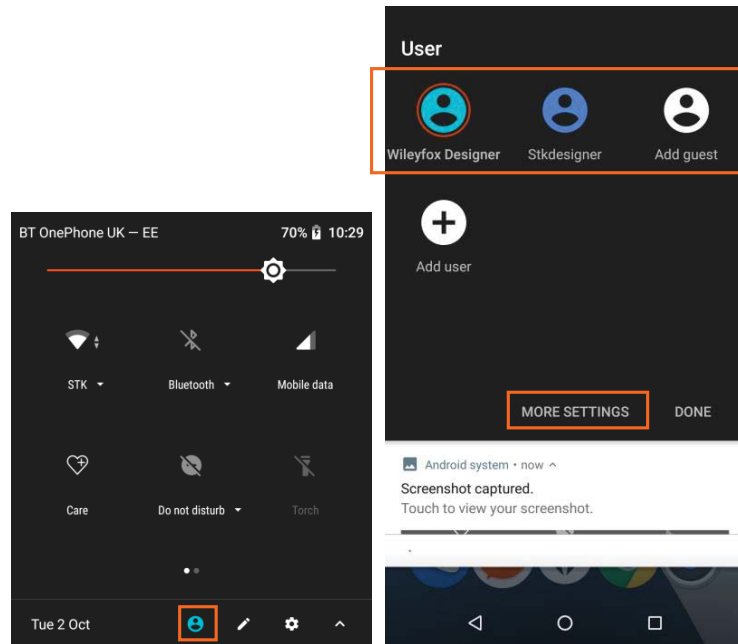 BT OnePhone UK — EE 70% 10:29
STK Bluetooth Mobile data
Care Do not disturb Torch
Tue 2 Oct
User
Wileyfox Designer Stkdesigner Add guest
Add user
MORE SETTINGS DONE
Android system • now
Screenshot captured.
Touch to view your screenshot.